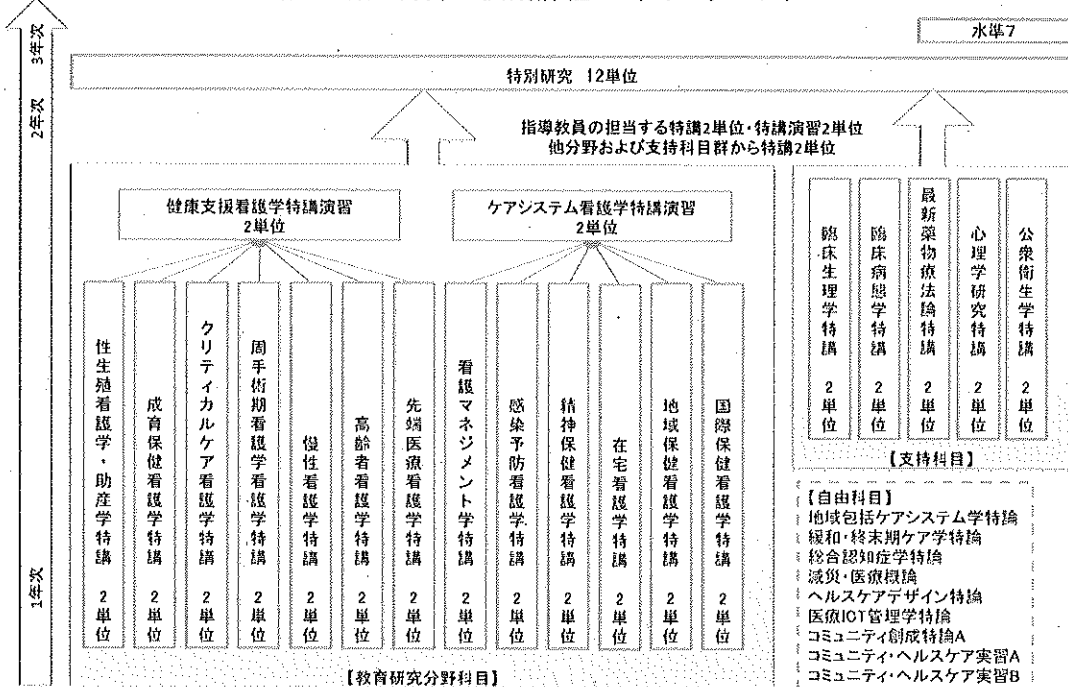 3年次
2年次
1年次
水準7
特別研究 12単位
指導教員の担当する特講2単位・特講演習2単位
他分野および支持科目群から特講2単位
健康支援看護学特講演習
2単位
ケアシステム看護学特講演習
2単位
性生殖看護学・助産学特講 2単位
成育保健看護学特講 2単位
クリティカルケア看護学特講 2単位
周手術期看護学看護学特講 2単位
慢性看護学特講 2単位
高齢者看護学特講 2単位
先端医療看護学特講 2単位
看護マネジメント学特講 2単位
感染予防看護学特講 2単位
精神保健看護学特講 2単位
在宅看護学特講 2単位
地域保健看護学特講 2単位
国際保健看護学特講 2単位
【教育研究分野科目】
臨床生理学特講 2単位
臨床病態学特講 2単位
最新薬物療法論特講 2単位
心理学研究特講 2単位
公衆衛生学特講 2単位
【支持科目】
【自由科目】
地域包括ケアシステム学特論
緩和・終末期ケア学特論
総合認知症学特論
減災・医療概論
ヘルスケアデザイン特論
医療IOT管理学特論
コミュニティ創成特論A
コミュニティ・ヘルスケア実習A
コミュニティ・ヘルスケア実習B